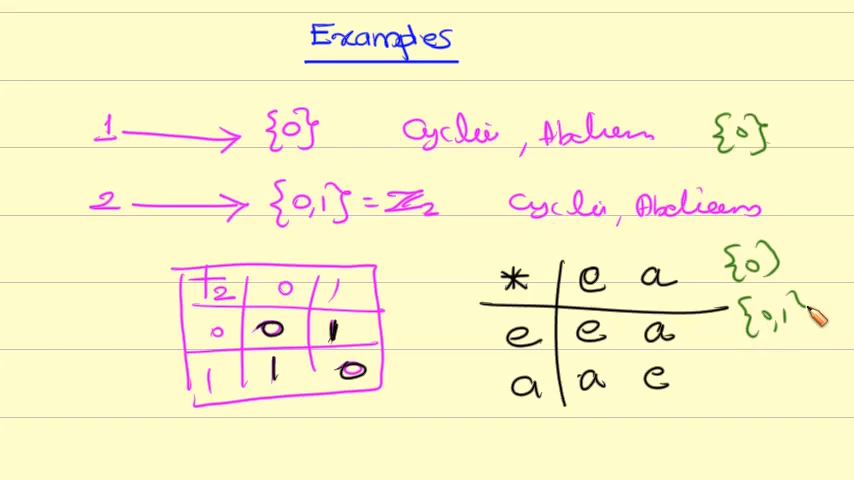 Examples
1 → {0} Cyclic, Abelian {0}
2 → {0,1} = Z₂ Cyclic, Abelian
+₂ 0 1
0 0 1
1 1 0
* e a
e e a
a a e
{0}
{0,1}